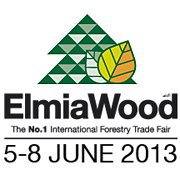 ElmiaWood
The No.1 International Forestry Trade Fair
5-8 JUNE 2013